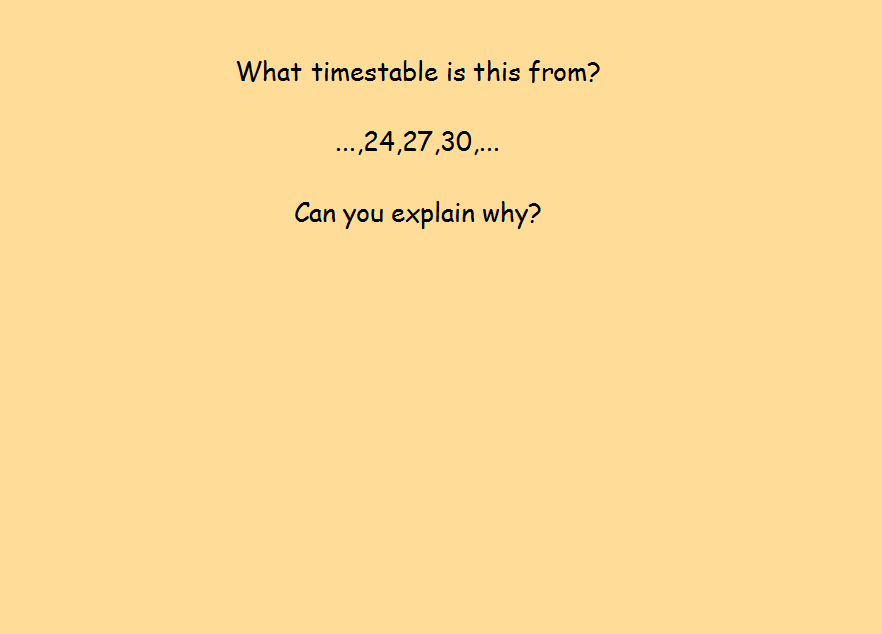 What timestable is this from?
...,24,27,30,...
Can you explain why?